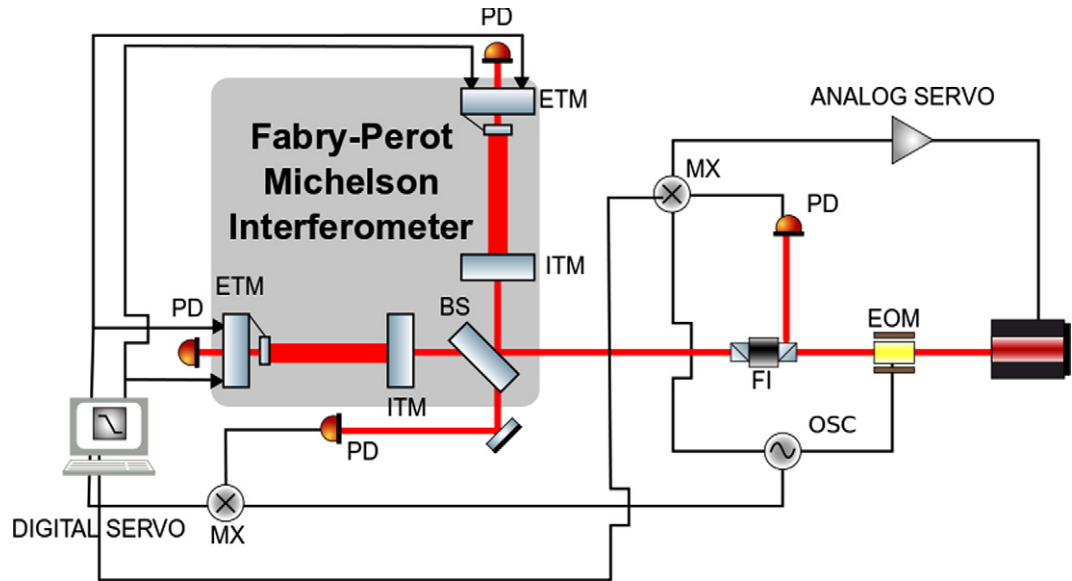 PD
ETM
ANALOG SERVO
Fabry-Perot
Michelson
Interferometer
MX
PD
ITM
ETM
PD
BS
EOM
FI
ITM
OSC
PD
DIGITAL SERVO
MX